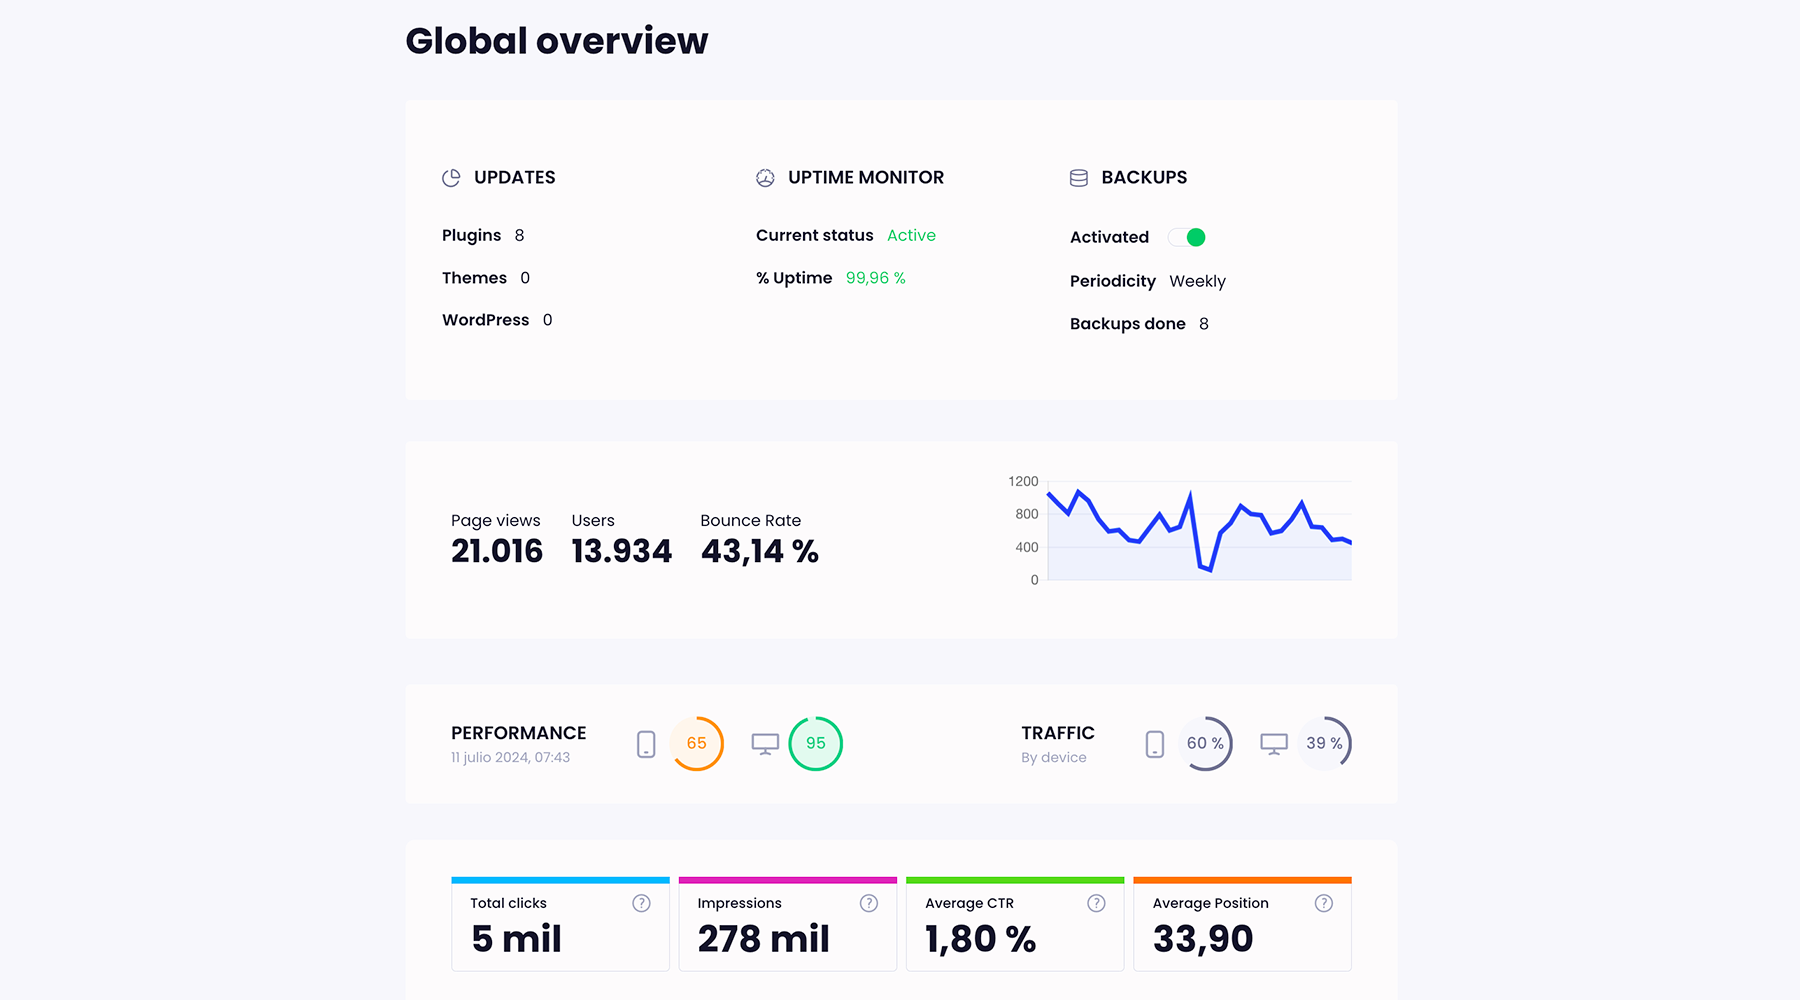 Global overview
UPDATES
Plugins 8
Themes 0
WordPress 0
UPTIME MONITOR
Current status Active
% Uptime 99,96 %
BACKUPS
Activated
Periodicity Weekly
Backups done 8
Page views
21.016
Users
13.934
Bounce Rate
43,14 %
1200
800
400
0
PERFORMANCE
11 julio 2024, 07:43
65
95
TRAFFIC
By device
60 %
39 %
Total clicks ?
5 mil
Impressions ?
278 mil
Average CTR ?
1,80 %
Average Position ?
33,90